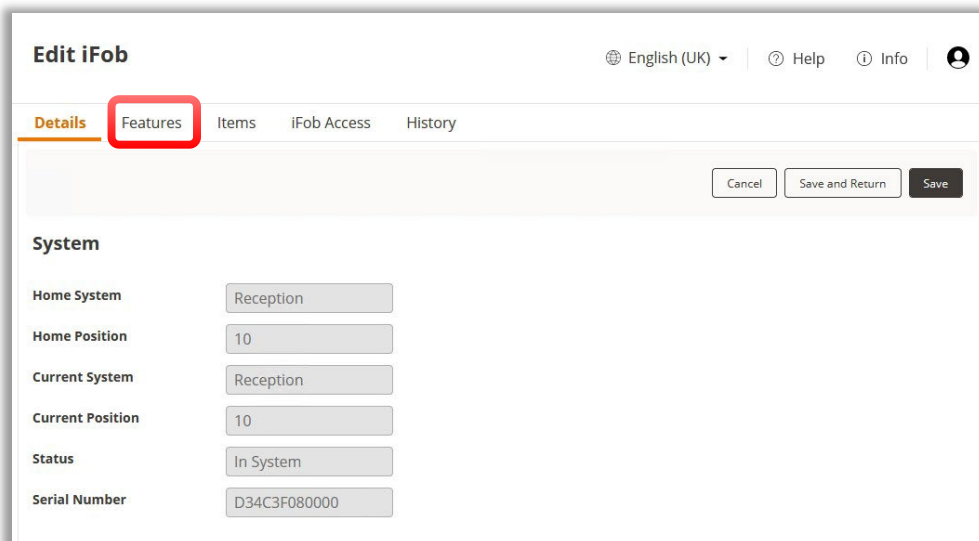 Edit iFob
English (UK) Help Info
Details Features Items iFob Access History
Cancel Save and Return Save
System
Home System Reception
Home Position 10
Current System Reception
Current Position 10
Status In System
Serial Number D34C3F080000